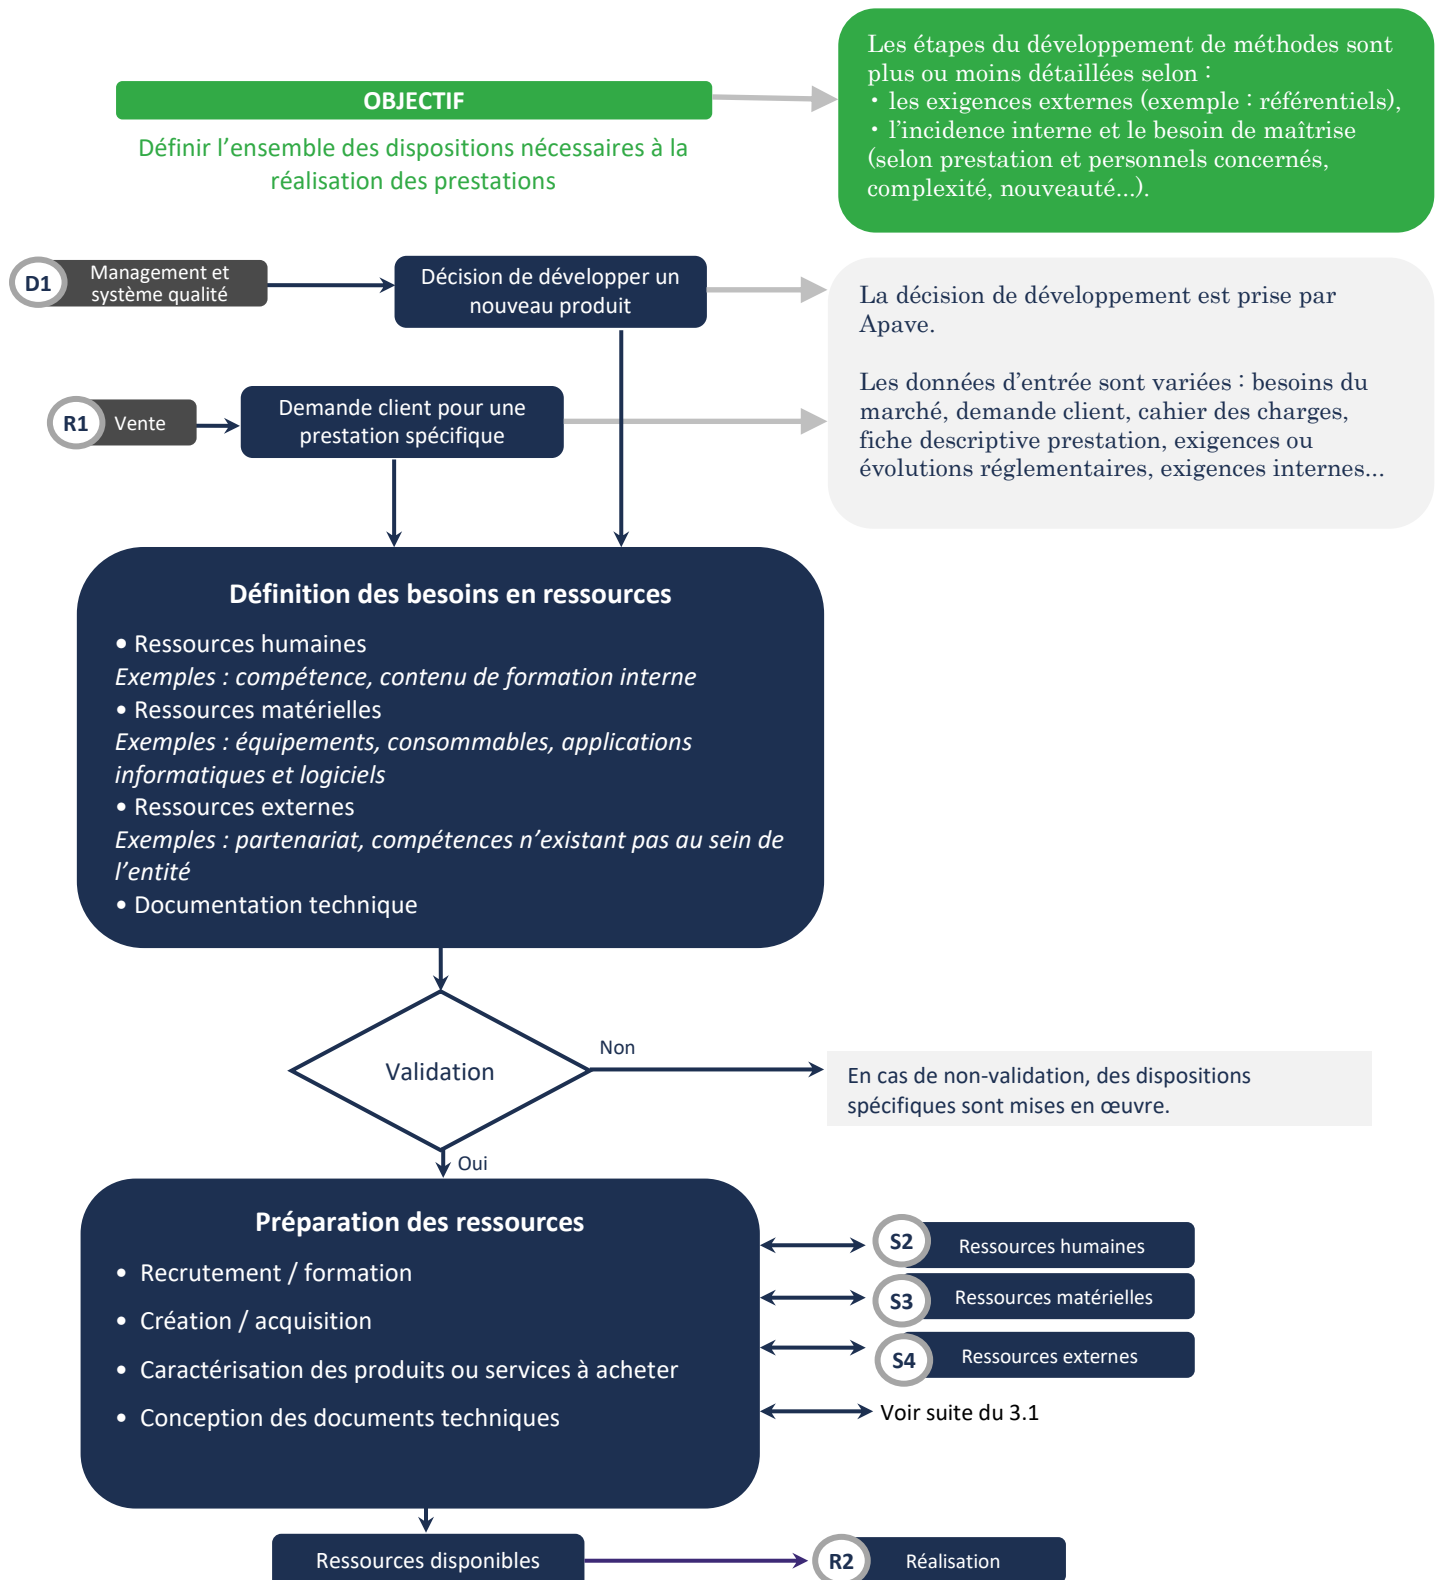 OBJECTIF
Définir l’ensemble des dispositions nécessaires à la
réalisation des prestations
Les étapes du développement de méthodes sont
plus ou moins détaillées selon :
• les exigences externes (exemple : référentiels),
• l’incidence interne et le besoin de maîtrise
(selon prestation et personnels concernés,
complexité, nouveauté...).
D1
Management et
système qualité
Décision de développer un
nouveau produit
La décision de développement est prise par
Apave.
Les données d’entrée sont variées : besoins du
marché, demande client, cahier des charges,
fiche descriptive prestation, exigences ou
évolutions réglementaires, exigences internes...
R1
Vente
Demande client pour une
prestation spécifique
Définition des besoins en ressources
• Ressources humaines
Exemples : compétence, contenu de formation interne
• Ressources matérielles
Exemples : équipements, consommables, applications
informatiques et logiciels
• Ressources externes
Exemples : partenariat, compétences n’existant pas au sein de
l’entité
• Documentation technique
Validation
Non
En cas de non-validation, des dispositions
spécifiques sont mises en œuvre.
Oui
Préparation des ressources
• Recrutement / formation
• Création / acquisition
• Caractérisation des produits ou services à acheter
• Conception des documents techniques
S2
Ressources humaines
S3
Ressources matérielles
S4
Ressources externes
Voir suite du 3.1
Ressources disponibles
R2
Réalisation